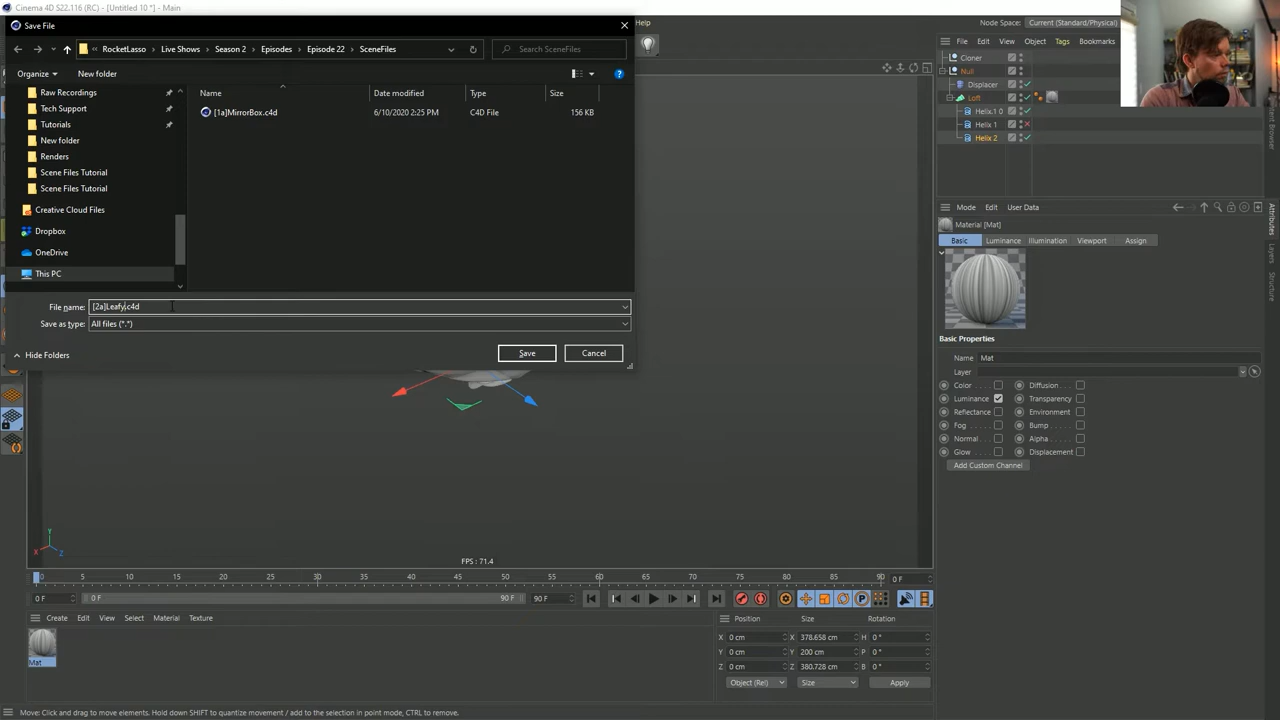 Cinema 4D S22.116 (RC) - [Untitled 10 *] - Main
Save File
Help
Node Space:
Current (Standard/Physical)
RocketLasso
Live Shows
Season 2
Episodes
Episode 22
SceneFiles
Search SceneFiles
File
Edit
View
Object
Tags
Bookmarks
Organize
New folder
Cloner
Null
Displacer
Loft
Helix.1 0
Helix 1
Helix 2
Raw Recordings
Tech Support
Tutorials
New folder
Renders
Scene Files Tutorial
Scene Files Tutorial
Creative Cloud Files
Dropbox
OneDrive
This PC
Name
Date modified
Type
Size
[1a]MirrorBox.c4d
6/10/2020 2:25 PM
C4D File
156 KB
File name:
[2a]Leafy.c4d
Save as type:
All files (*.*)
Hide Folders
Save
Cancel
Mode
Edit
User Data
Material [Mat]
Basic
Luminance
Illumination
Viewport
Assign
Basic Properties
Name
Mat
Layer
Color
Diffusion
Luminance
Transparency
Reflectance
Environment
Fog
Bump
Normal
Alpha
Glow
Displacement
Add Custom Channel
Attributes
Layers
Y
X
Z
FPS : 71.4
0
5
10
15
20
25
30
35
40
45
50
55
60
65
70
75
80
85
90
0 F
0 F
0 F
90 F
90 F
Create
Edit
View
Select
Material
Texture
Mat
Position
Size
Rotation
X
0 cm
X
378.658 cm
H
0 °
Y
0 cm
Y
200 cm
P
0 °
Z
0 cm
Z
380.728 cm
B
0 °
Object (Rel)
Size
Apply
Move: Click and drag to move elements. Hold down SHIFT to quantize movement / add to the selection in point mode, CTRL to remove.